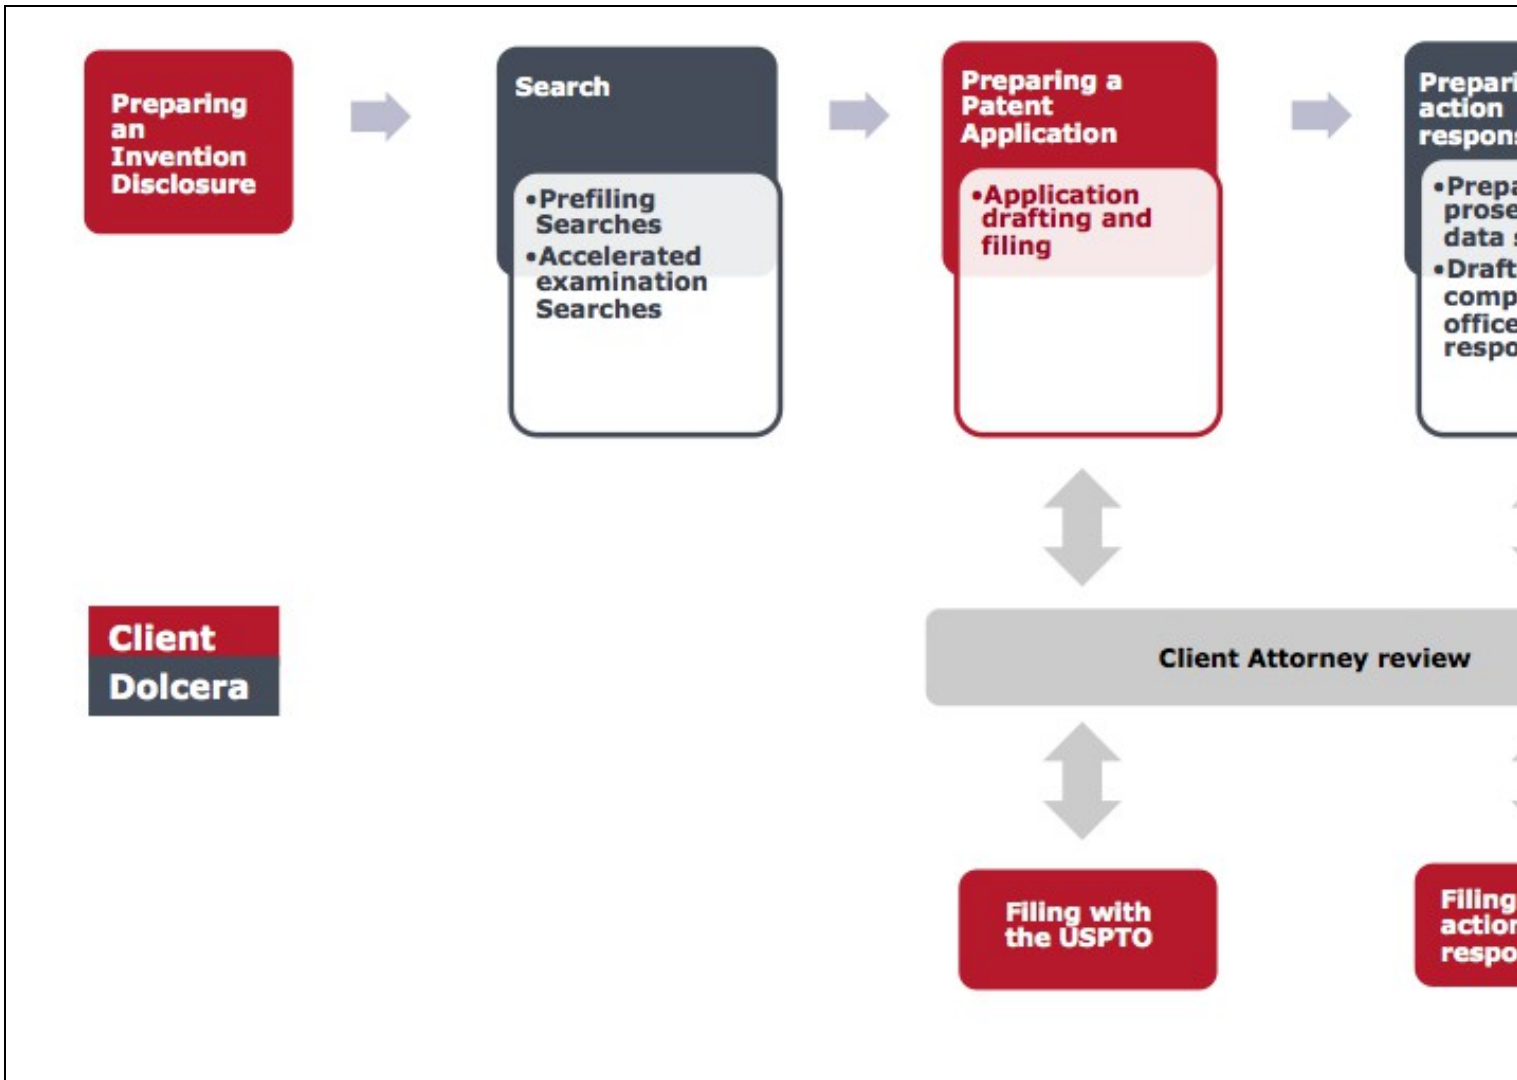 Preparing
an
Invention
Disclosure
Search
•Prefiling
Searches
•Accelerated
examination
Searches
Preparing a
Patent
Application
•Application
drafting and
filing
action
Client Attorney review
Client
Dolcera
Filing with
the USPTO
Filing